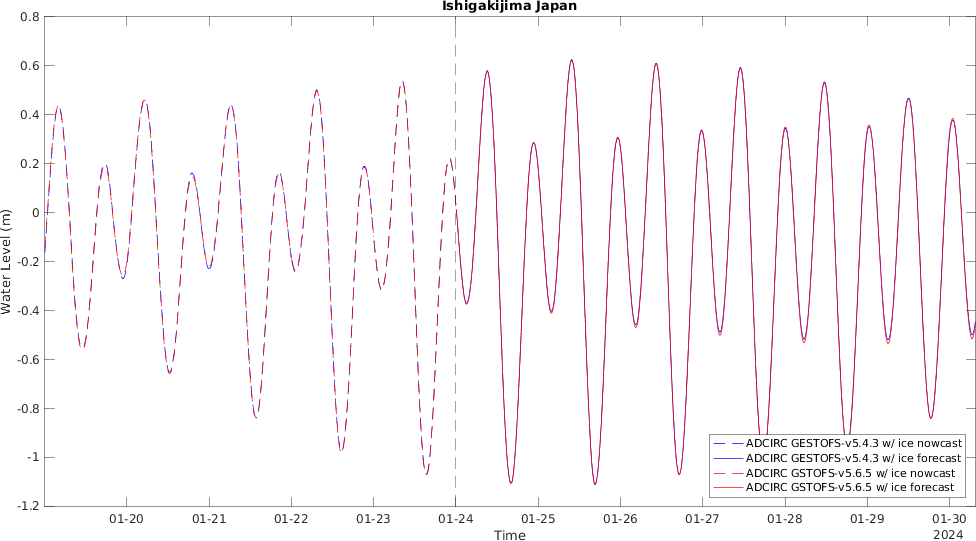 Ishigakijima Japan
0.8
0.6
0.4
0.2
0
-0.2
-0.4
-0.6
-0.8
-1
-1.2
Water Level (m)
ADCIRC GESTOFS-v5.4.3 w/ ice nowcast
ADCIRC GESTOFS-v5.4.3 w/ ice forecast
ADCIRC GSTOFS-v5.6.5 w/ ice nowcast
ADCIRC GSTOFS-v5.6.5 w/ ice forecast
01-20 01-21 01-22 01-23 01-24 01-25 01-26 01-27 01-28 01-29 01-30
2024
Time